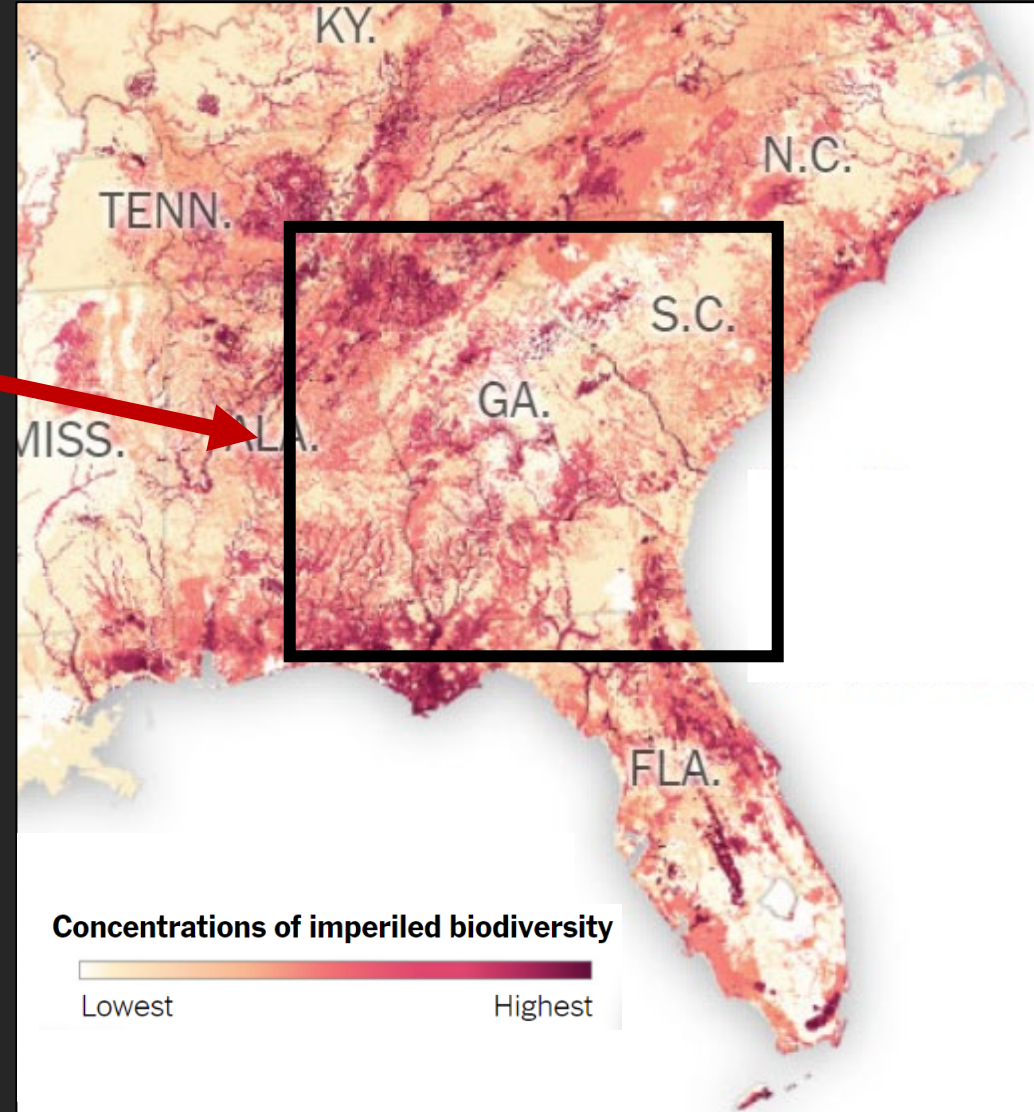 KY.
N.C.
TENN.
S.C.
GA.
MISS.
ALA.
FLA.
Concentrations of imperiled biodiversity
Lowest
Highest